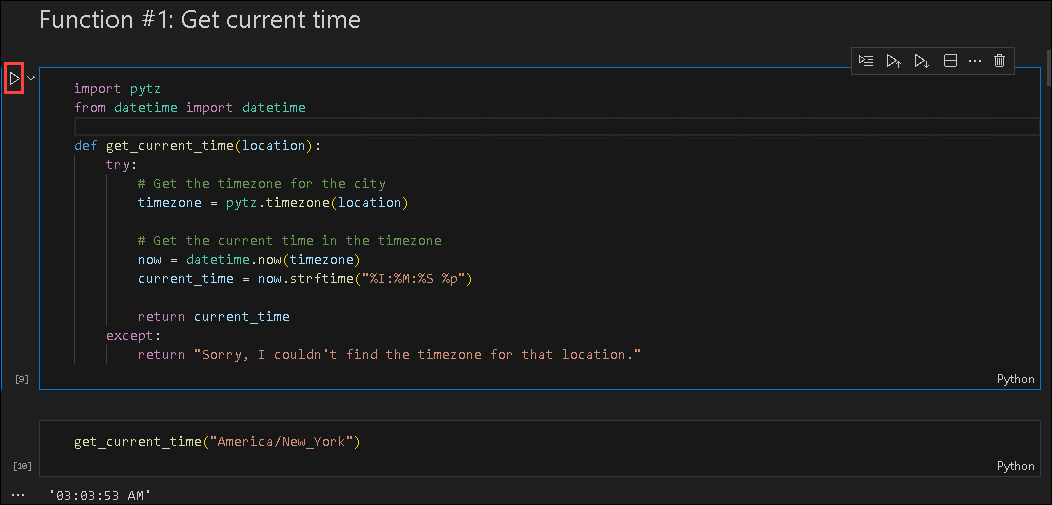 Function #1: Get current time
import pytz
from datetime import datetime
def get_current_time(location):
try:
# Get the timezone for the city
timezone = pytz.timezone(location)
# Get the current time in the timezone
now = datetime.now(timezone)
current_time = now.strftime("%I:%M:%S %p")
return current_time
except:
return "Sorry, I couldn't find the timezone for that location."
[9]
Python
get_current_time("America/New_York")
[10]
Python
'03:03:53 AM'